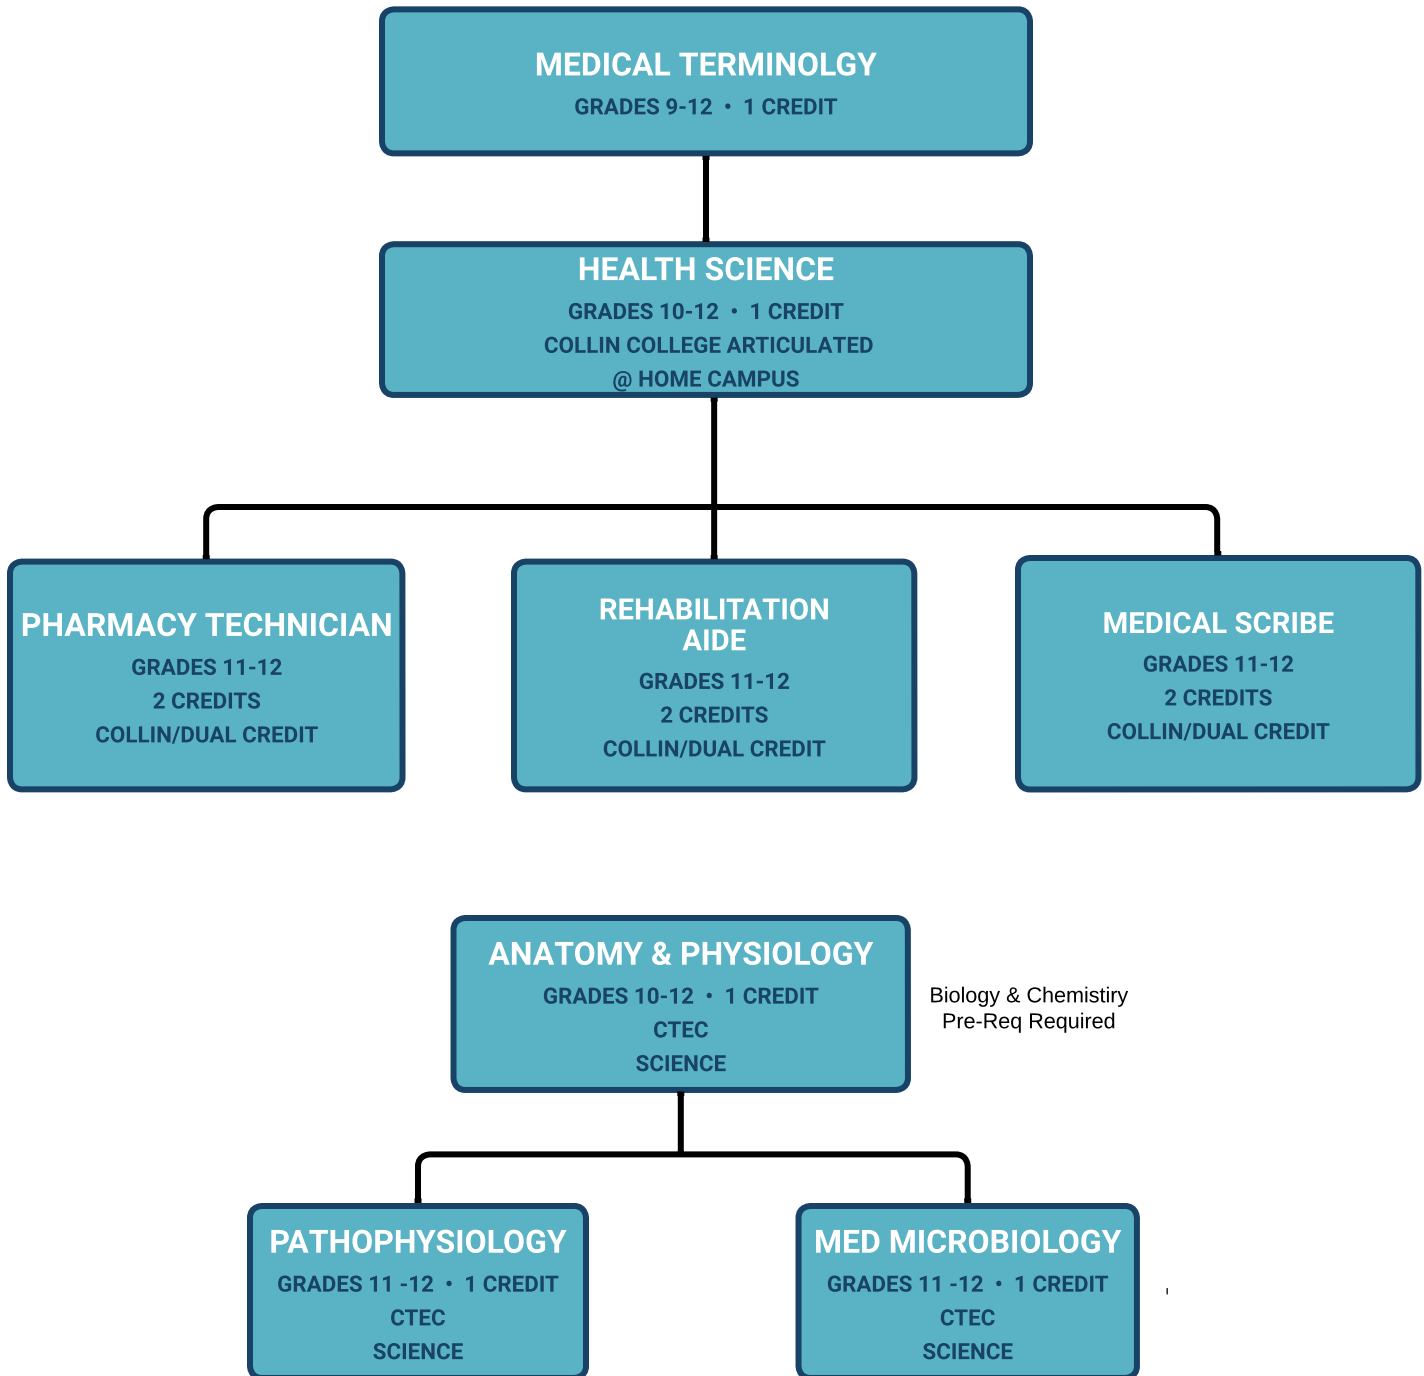 MEDICAL TERMINOLGY
GRADES 9-12 • 1 CREDIT
HEALTH SCIENCE
GRADES 10-12 • 1 CREDIT
COLLIN COLLEGE ARTICULATED
@ HOME CAMPUS
PHARMACY TECHNICIAN
GRADES 11-12
2 CREDITS
COLLIN/DUAL CREDIT
REHABILITATION
AIDE
GRADES 11-12
2 CREDITS
COLLIN/DUAL CREDIT
MEDICAL SCRIBE
GRADES 11-12
2 CREDITS
COLLIN/DUAL CREDIT
ANATOMY & PHYSIOLOGY
GRADES 10-12 • 1 CREDIT
CTEC
SCIENCE
Biology & Chemistiry
Pre-Req Required
PATHOPHYSIOLOGY
GRADES 11 -12 • 1 CREDIT
CTEC
SCIENCE
MED MICROBIOLOGY
GRADES 11 -12 • 1 CREDIT
CTEC
SCIENCE